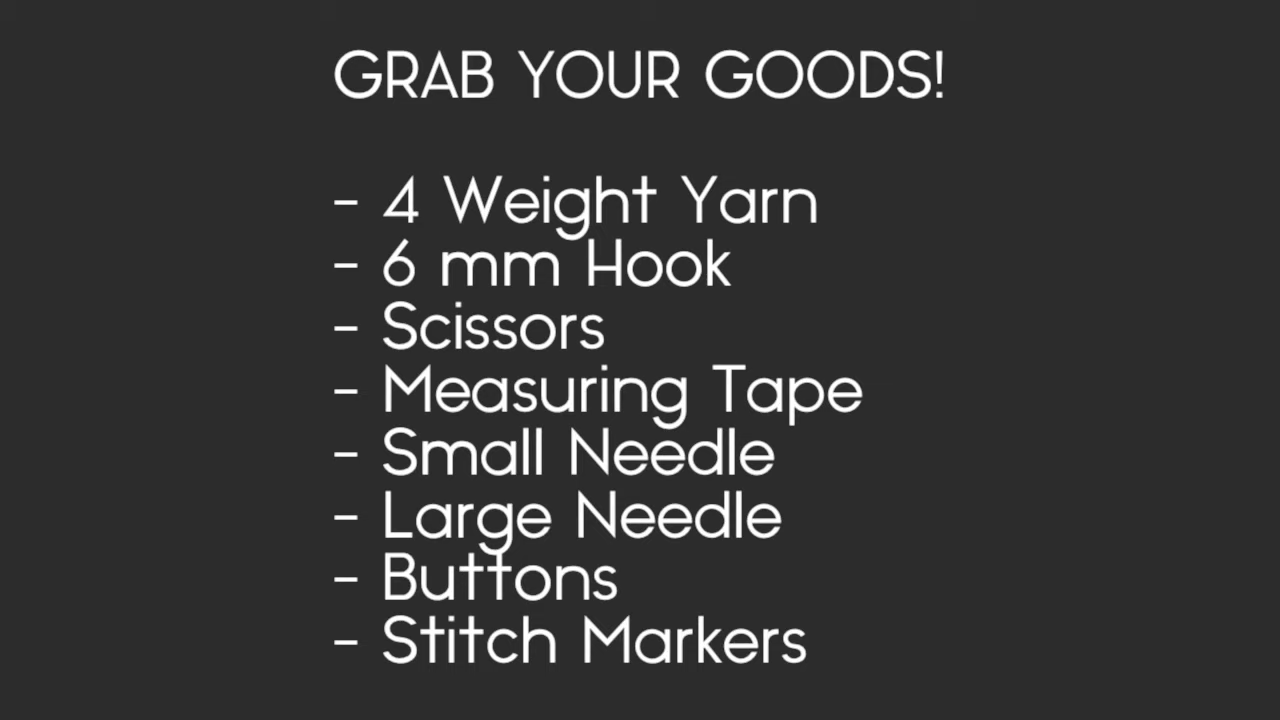 GRAB YOUR GOODS!
- 4 Weight Yarn
- 6 mm Hook
- Scissors
- Measuring Tape
- Small Needle
- Large Needle
- Buttons
- Stitch Markers